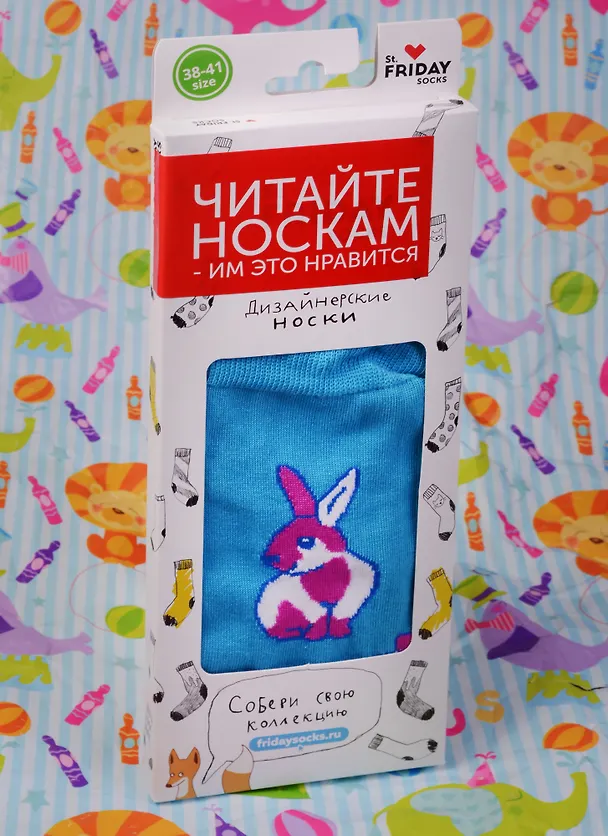 38-41
size
St.
FRIDAY
SOCKS
ЧИТАЙТЕ
НОСКАМ
- ИМ ЭТО НРАВИТСЯ
Дизайнерские
носки
Собери свою
коллекцию
fridaysocks.ru